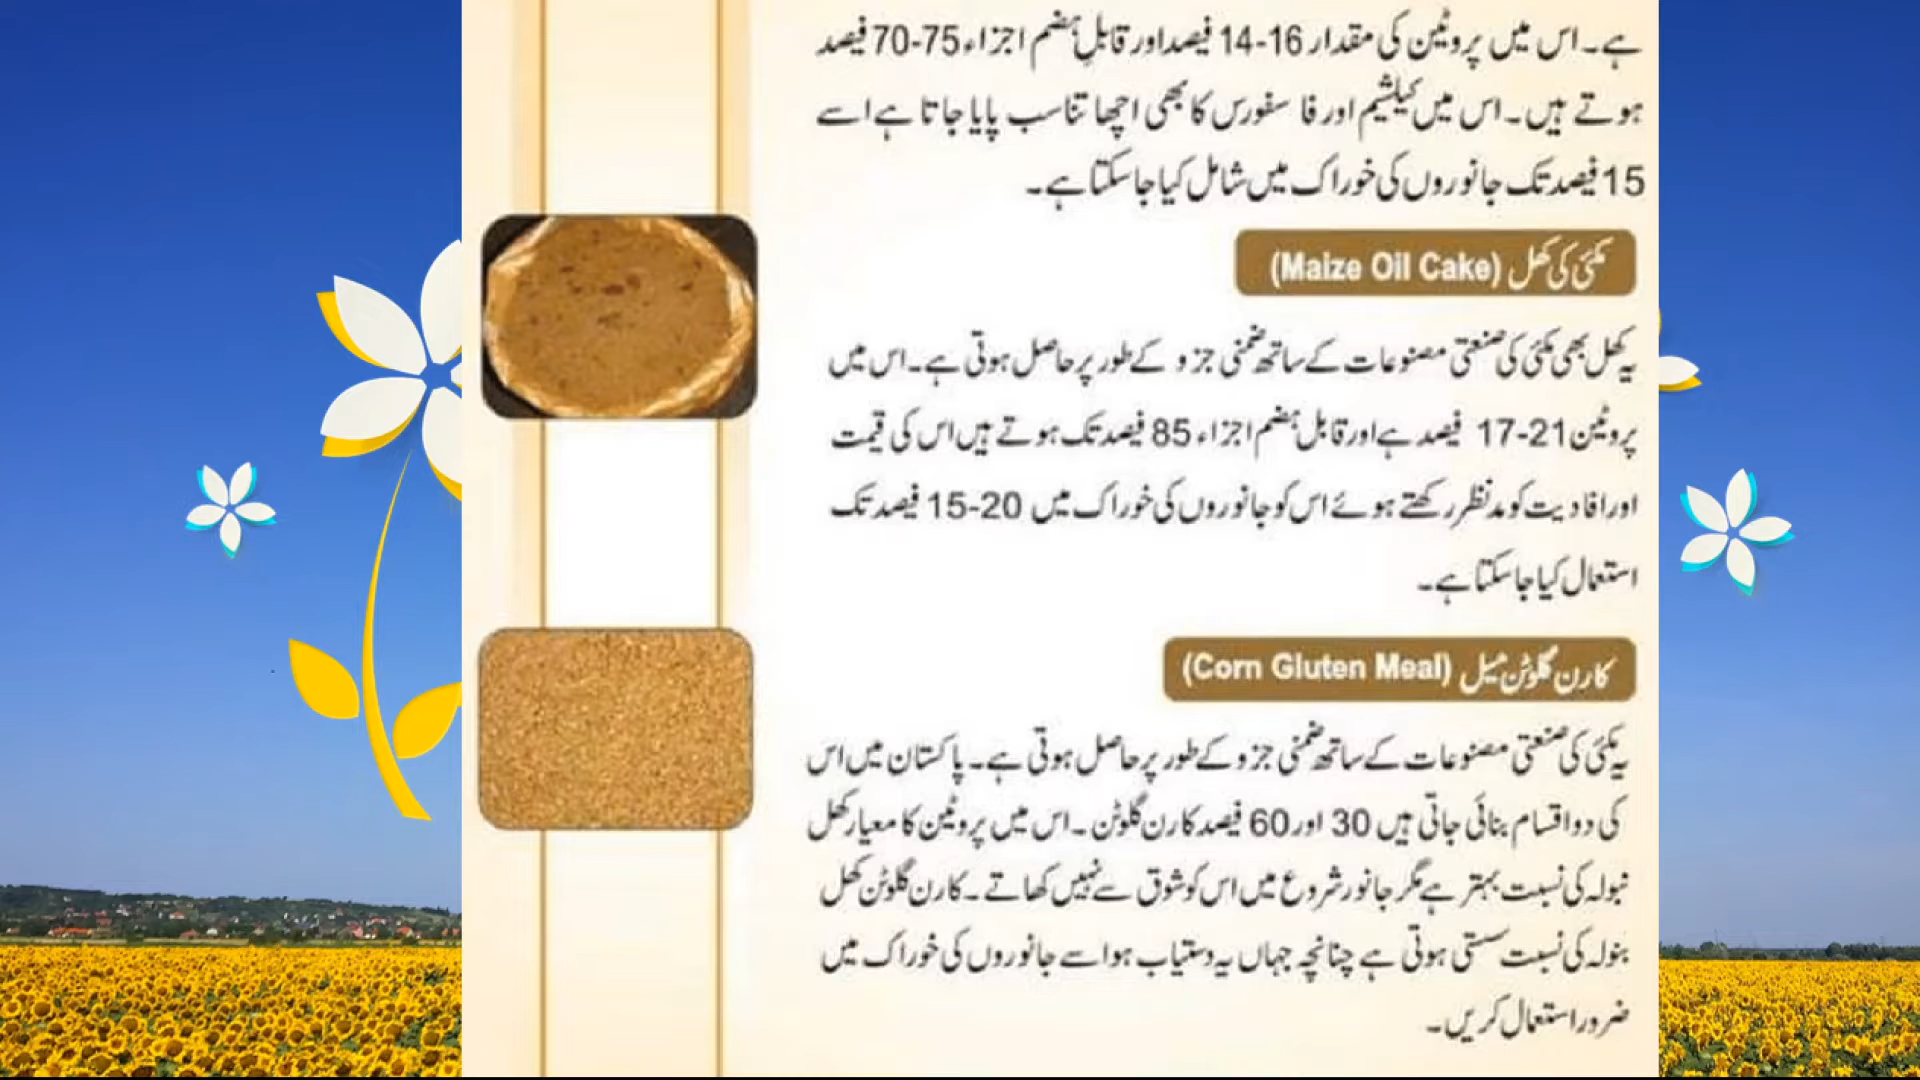 ہے۔اس میں پروٹین کی مقدار 16-14 فیصد اور قابلِ ہضم اجزاء 75-70 فیصد
ہوتے ہیں۔اس میں کیلشیم اور فا سفورس کا بھی اچھا تناسب پایا جاتا ہے اسے
15 فیصد تک جانوروں کی خوراک میں شامل کیا جا سکتا ہے۔
مکئی کی کھل (Maize Oil Cake)
یہ کھل بھی مکئی کی صنعتی مصنوعات کے ساتھ ضمنی جزو کے طور پر حاصل ہوتی ہے۔اس میں
پروٹین 21-17 فیصد ہے اور قابل ہضم اجزاء 85 فیصد تک ہوتے ہیں اس کی قیمت
اور افادیت کو مدنظر رکھتے ہوئے اس کو جانوروں کی خوراک میں 20-15 فیصد تک
استعمال کیا جا سکتا ہے۔
کارن گلوٹن میل (Corn Gluten Meal)
یہ مکئی کی صنعتی مصنوعات کے ساتھ ضمنی جزو کے طور پر حاصل ہوتی ہے۔ پاکستان میں اس
کی دو اقسام بنائی جاتی ہیں 30 اور 60 فیصد کارن گلوٹن۔اس میں پروٹین کا معیار کھل
بنولہ کی نسبت بہتر ہے مگر جانور شروع میں اس کو شوق سے نہیں کھاتے۔کارن گلوٹن کھل
بنولہ کی نسبت سستی ہوتی ہے چنانچہ جہاں یہ دستیاب ہو اسے جانوروں کی خوراک میں
ضرور استعمال کریں۔